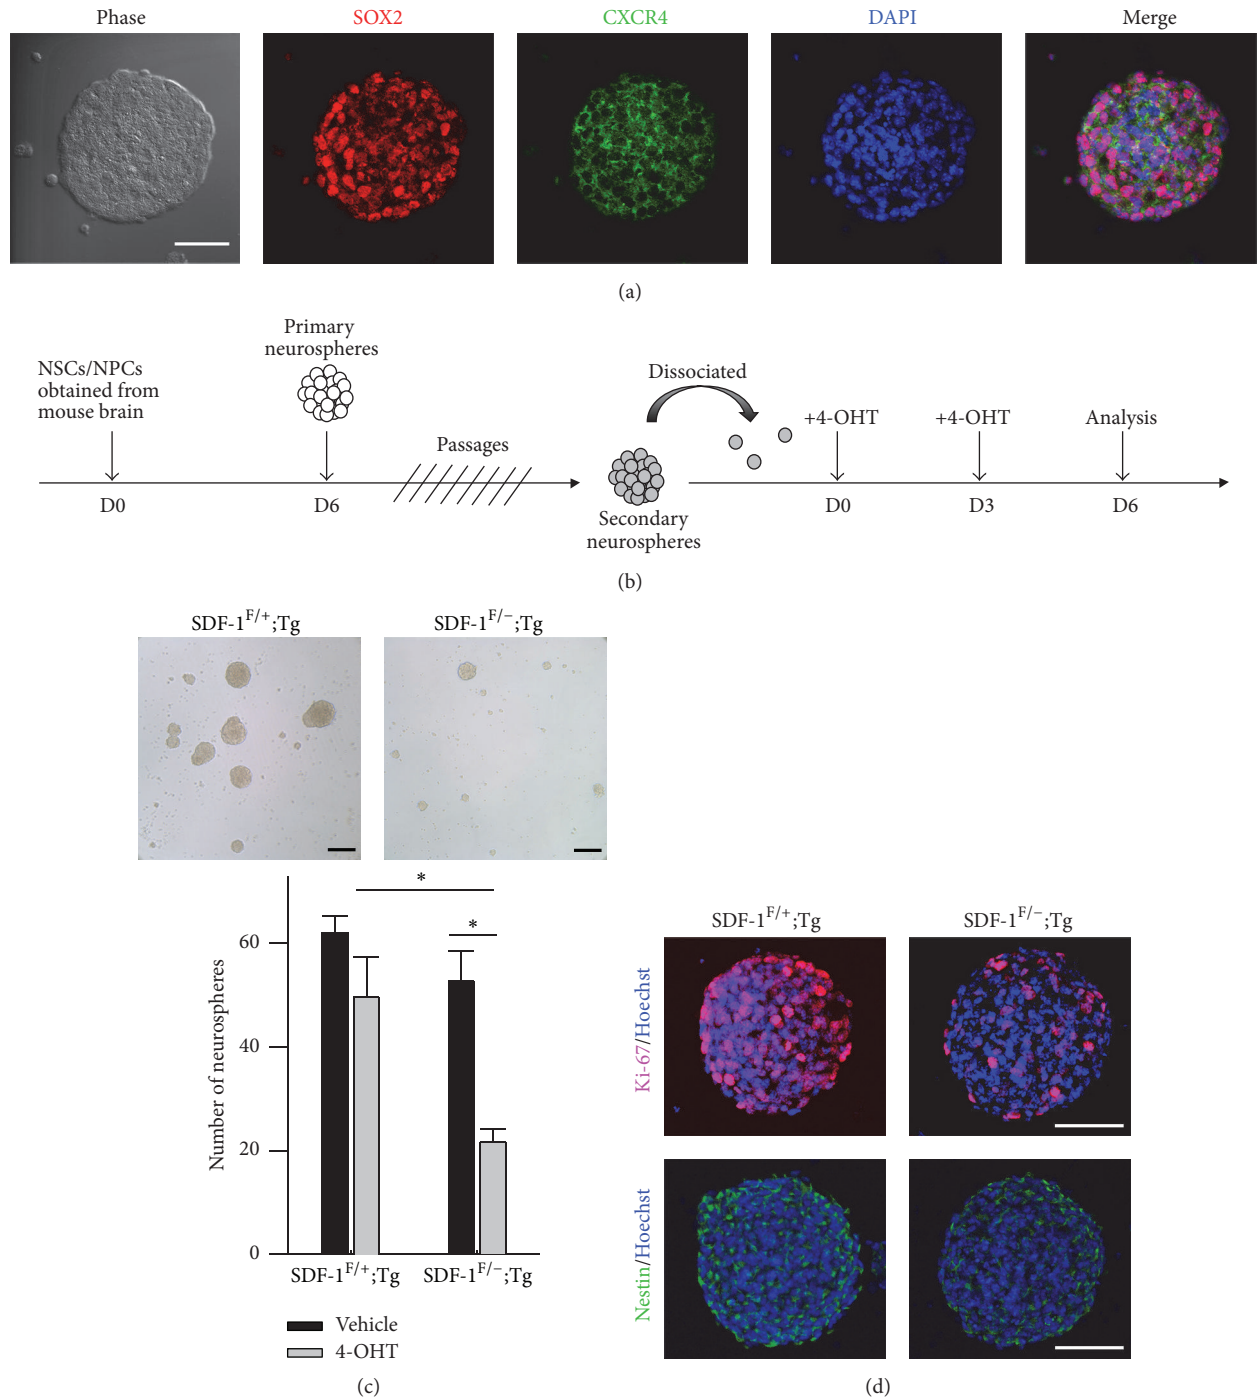 Phase
SOX2
CXCR4
DAPI
Merge
(a)
NSCs/NPCs
obtained from
mouse brain
D0
Primary
neurospheres
D6
Passages
Secondary
neurospheres
Dissociated
+4-OHT
D0
+4-OHT
D3
Analysis
D6
(b)
SDF-1F/+;Tg
SDF-1F/−;Tg
*
*
Number of neurospheres
60
40
20
0
SDF-1F/+;Tg
SDF-1F/−;Tg
Vehicle
4-OHT
(c)
SDF-1F/+;Tg
SDF-1F/−;Tg
Ki-67/Hoechst
Nestin/Hoechst
(d)